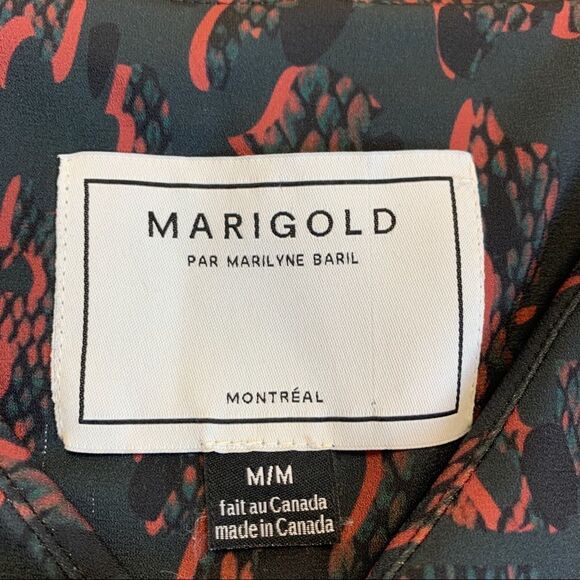 MARIGOLD
PAR MARILYNE BARIL
MONTRÉAL
M/M
fait au Canada
made in Canada